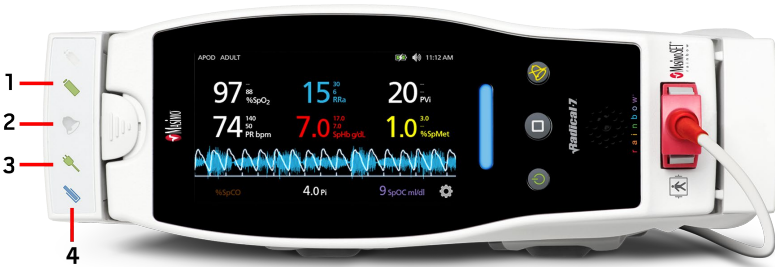 1
2
3
4
Masimo
APOD ADULT
11:12 AM
97 -- 88 %SpO₂
15 30 6 RRa
20 -- -- PVi
74 140 50 PR bpm
7.0 17.0 7.0 SpHb g/dL
1.0 3.0 -- %SpMet
%SpCO
4.0 Pi
9 SpOC ml/dl
Radical-7
rainbow
Masimo SET
rainbow